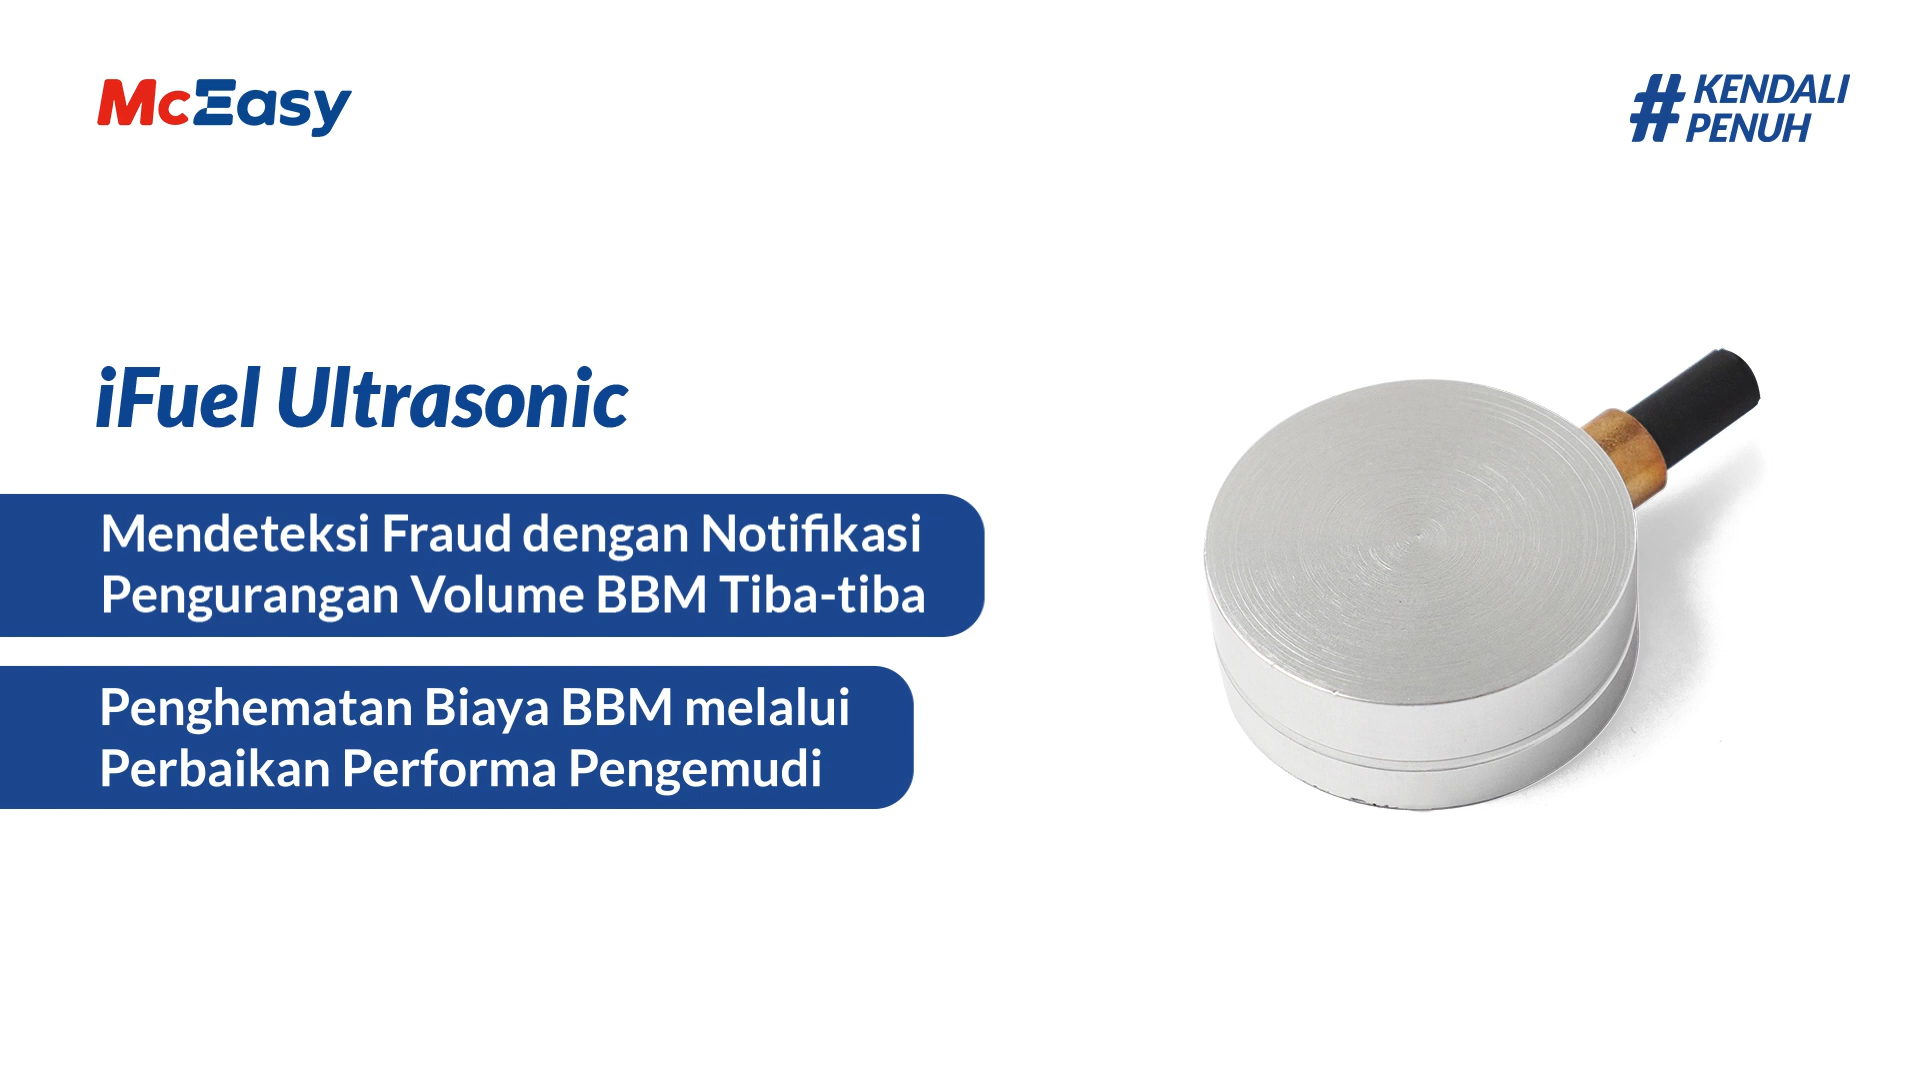 McEasy
#KENDALI
PENUH
iFuel Ultrasonic
Mendeteksi Fraud dengan Notifikasi
Pengurangan Volume BBM Tiba-tiba
Penghematan Biaya BBM melalui
Perbaikan Performa Pengemudi